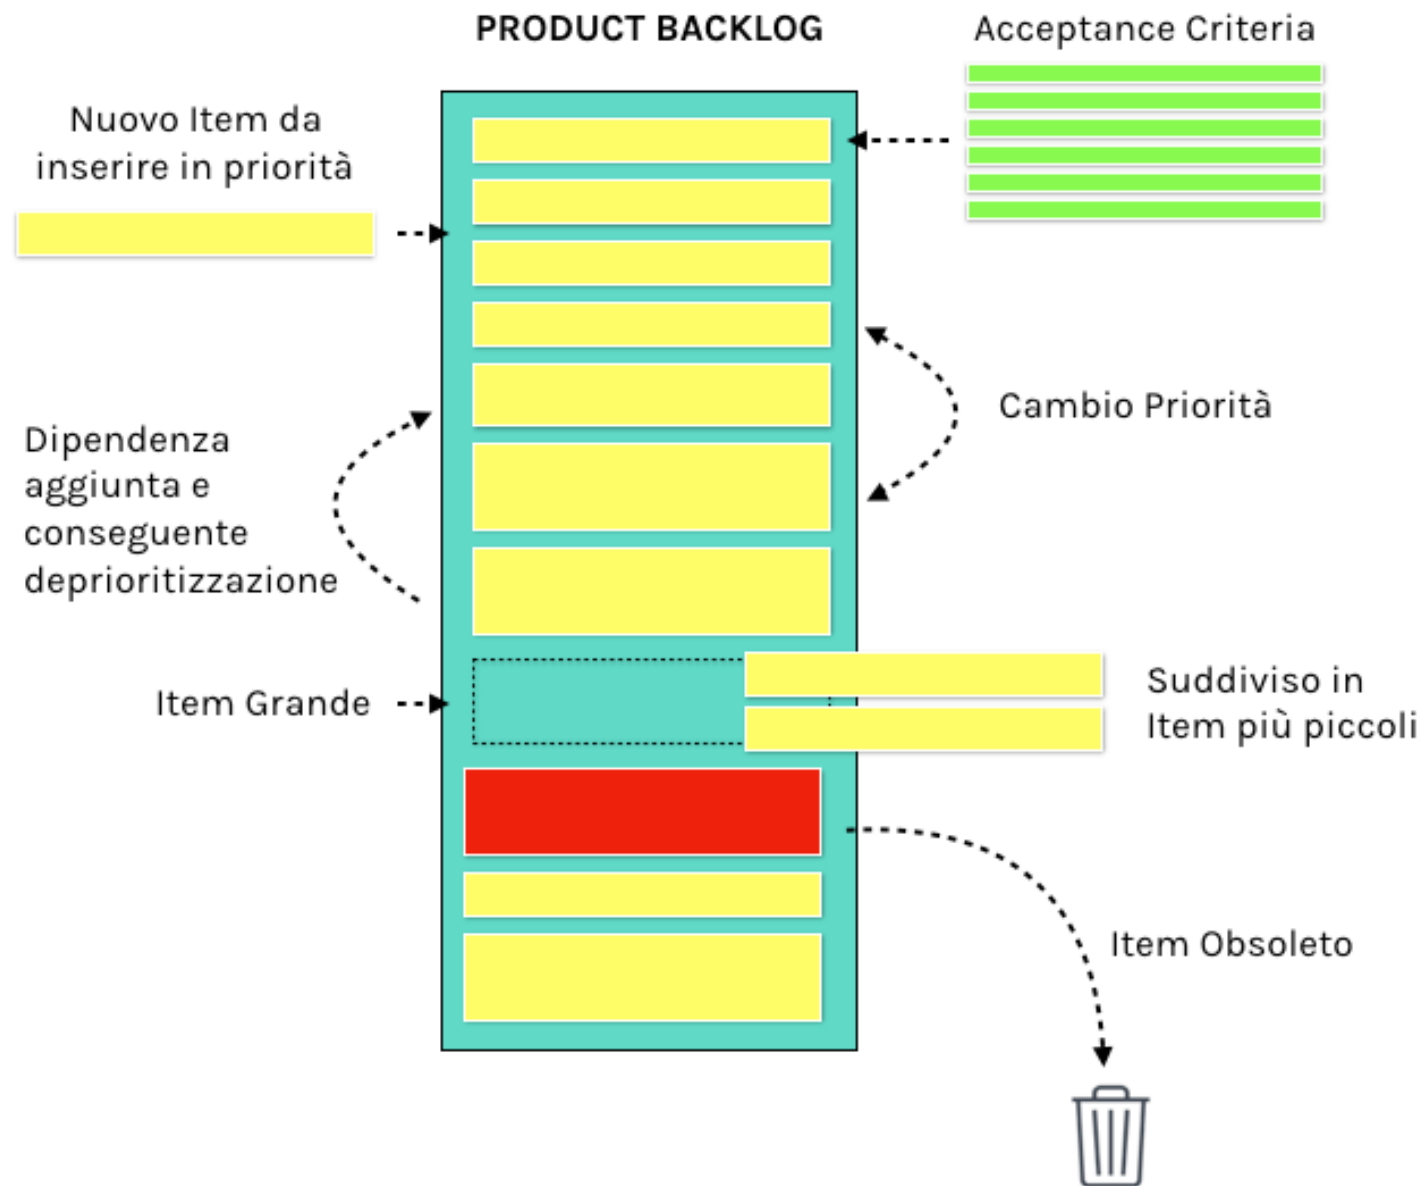 PRODUCT BACKLOG
Acceptance Criteria
Nuovo Item da
inserire in priorità
Cambio Priorità
Dipendenza
aggiunta e
conseguente
deprioritizzazione
Item Grande
Suddiviso in
Item più piccoli
Item Obsoleto